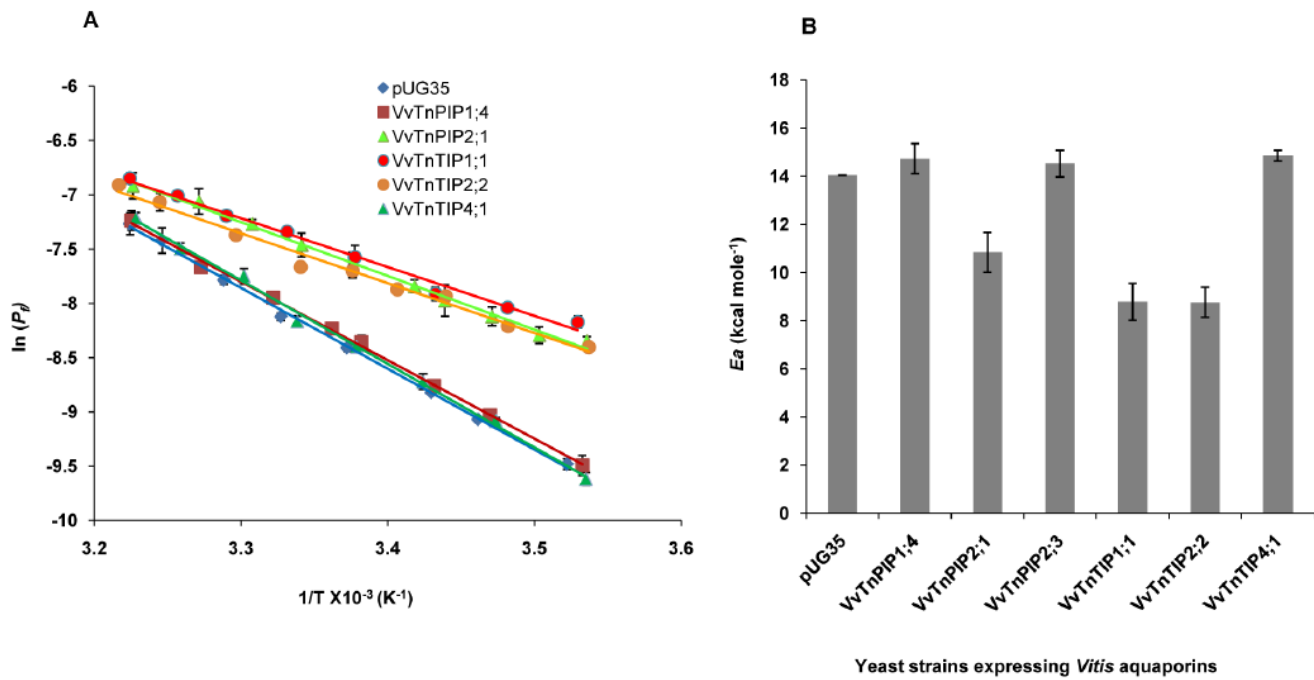 A
B
ln (Pf)
-6
-6.5
-7
-7.5
-8
-8.5
-9
-9.5
-10
pUG35
VvTnPIP1;4
VvTnPIP2;1
VvTnTIP1;1
VvTnTIP2;2
VvTnTIP4;1
3.2 3.3 3.4 3.5 3.6
1/T X10⁻³ (K⁻¹)
Ea (kcal mole⁻¹)
18
16
14
12
10
8
6
4
2
0
pUG35
VvTnPIP1;4
VvTnPIP2;1
VvTnPIP2;3
VvTnTIP1;1
VvTnTIP2;2
VvTnTIP4;1
Yeast strains expressing Vitis aquaporins